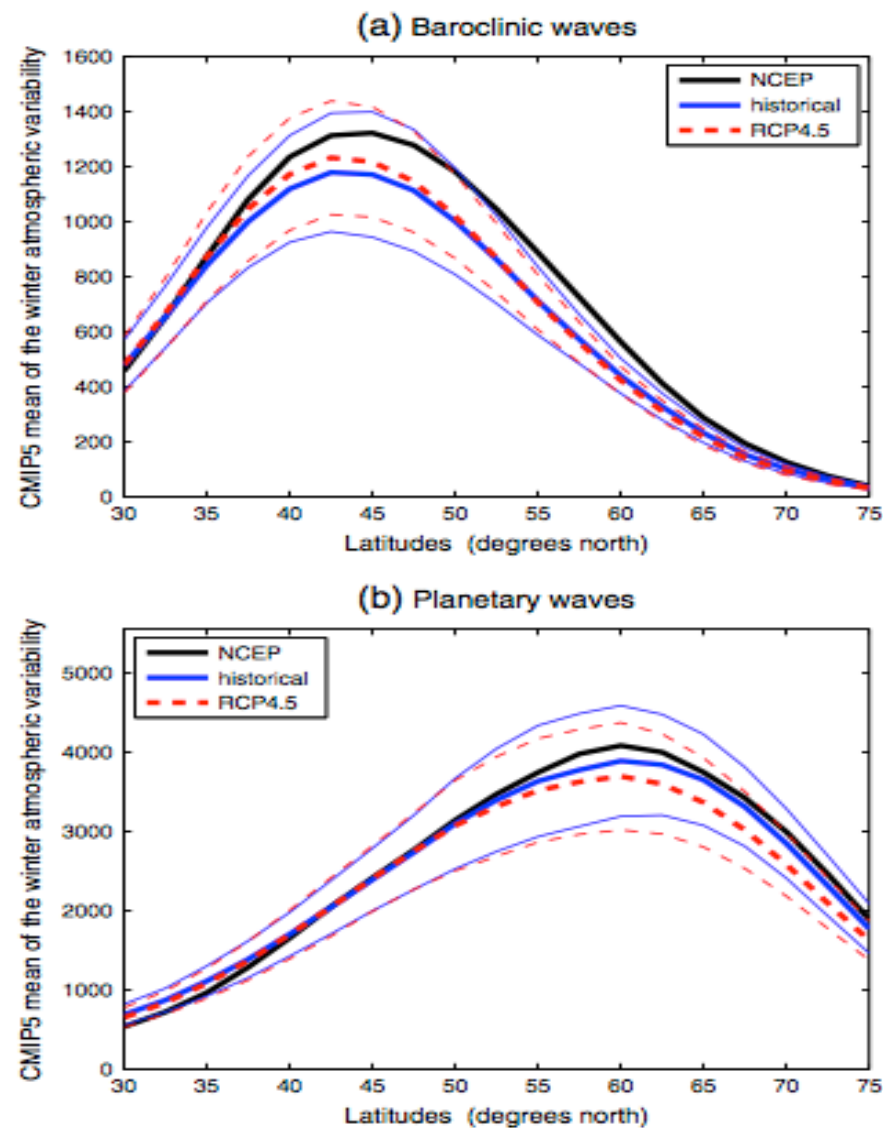 (a) Baroclinic waves
CMIP5 mean of the winter atmospheric variability
1600
1400
1200
1000
800
600
400
200
0
NCEP
historical
RCP4.5
30 35 40 45 50 55 60 65 70 75
Latitudes (degrees north)
(b) Planetary waves
CMIP5 mean of the winter atmospheric variability
5000
4000
3000
2000
1000
0
NCEP
historical
RCP4.5
30 35 40 45 50 55 60 65 70 75
Latitudes (degrees north)